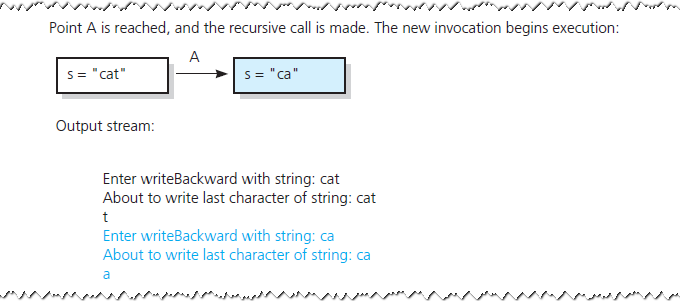 Point A is reached, and the recursive call is made. The new invocation begins execution:
A
s = "cat"
s = "ca"
Output stream:
Enter writeBackward with string: cat
About to write last character of string: cat
t
Enter writeBackward with string: ca
About to write last character of string: ca
a